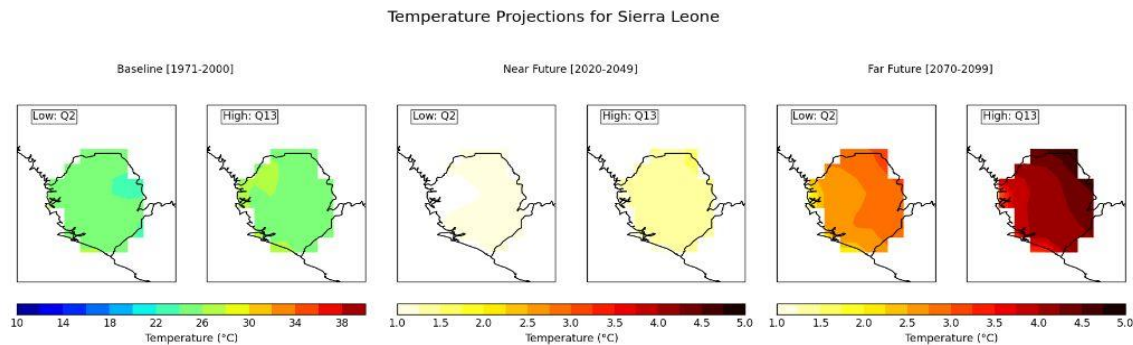 Temperature Projections for Sierra Leone
Baseline [1971-2000] Near Future [2020-2049] Far Future [2070-2099]
Low: Q2 High: Q13 Low: Q2 High: Q13 Low: Q2 High: Q13
10 14 18 22 26 30 34 38 1.0 1.5 2.0 2.5 3.0 3.5 4.0 4.5 5.0 1.0 1.5 2.0 2.5 3.0 3.5 4.0 4.5 5.0
Temperature (°C) Temperature (°C) Temperature (°C)